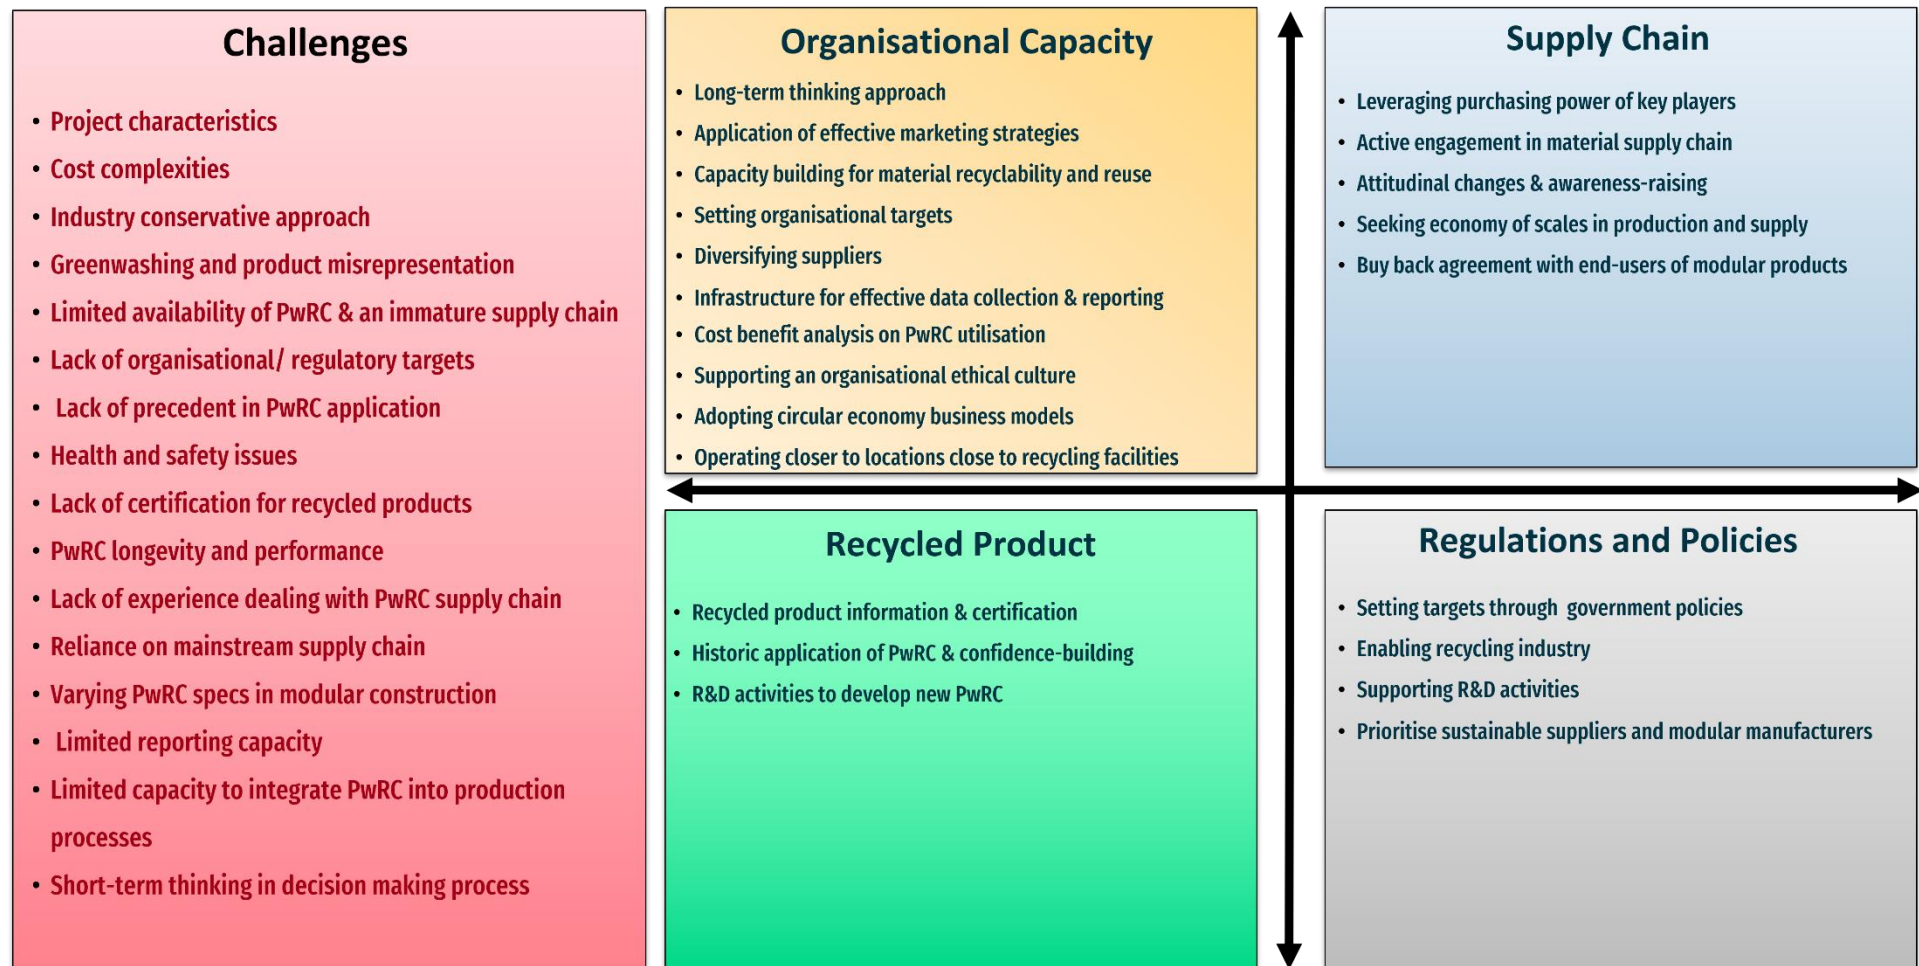 Challenges
• Project characteristics
• Cost complexities
• Industry conservative approach
• Greenwashing and product misrepresentation
• Limited availability of PwRC & an immature supply chain
• Lack of organisational/ regulatory targets
• Lack of precedent in PwRC application
• Health and safety issues
• Lack of certification for recycled products
• PwRC longevity and performance
• Lack of experience dealing with PwRC supply chain
• Reliance on mainstream supply chain
• Varying PwRC specs in modular construction
• Limited reporting capacity
• Limited capacity to integrate PwRC into production
processes
• Short-term thinking in decision making process
Organisational Capacity
• Long-term thinking approach
• Application of effective marketing strategies
• Capacity building for material recyclability and reuse
• Setting organisational targets
• Diversifying suppliers
• Infrastructure for effective data collection & reporting
• Cost benefit analysis on PwRC utilisation
• Supporting an organisational ethical culture
• Adopting circular economy business models
• Operating closer to locations close to recycling facilities
Supply Chain
• Leveraging purchasing power of key players
• Active engagement in material supply chain
• Attitudinal changes & awareness-raising
• Seeking economy of scales in production and supply
• Buy back agreement with end-users of modular products
Recycled Product
• Recycled product information & certification
• Historic application of PwRC & confidence-building
• R&D activities to develop new PwRC
Regulations and Policies
• Setting targets through government policies
• Enabling recycling industry
• Supporting R&D activities
• Prioritise sustainable suppliers and modular manufacturers